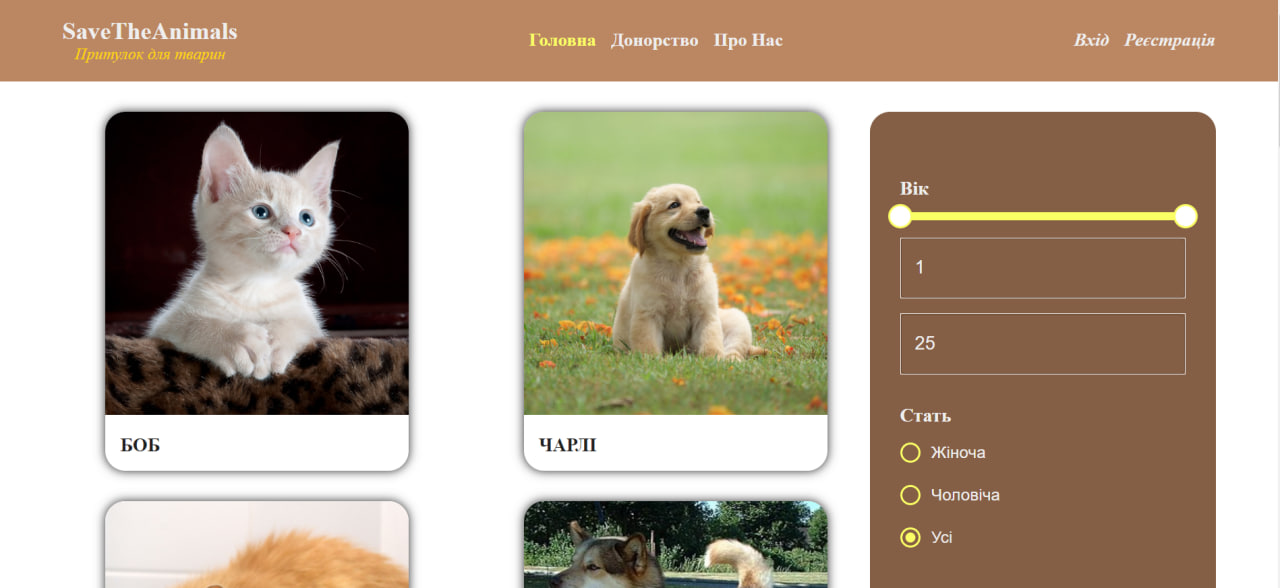 SaveTheAnimals
Притулок для тварин
Головна Донорство Про Нас
Вхід Реєстрація
БОБ
ЧАРЛІ
Вік
1
25
Стать
Жіноча
Чоловіча
Усі